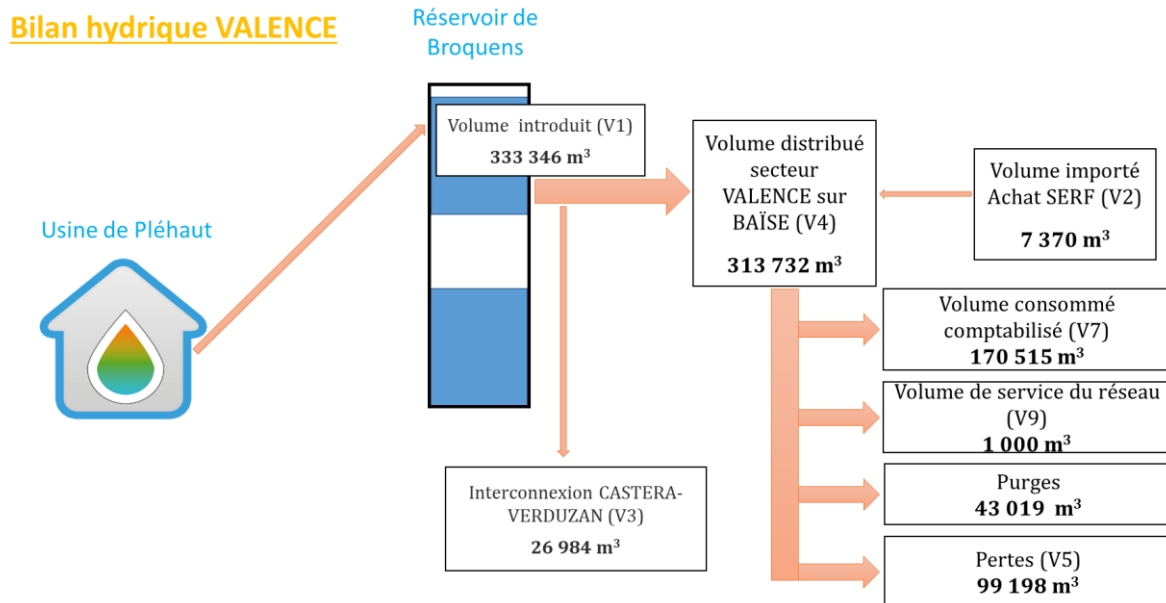 Bilan hydrique VALENCE
Réservoir de
Broquens
Volume introduit (V1)
333 346 m³
Volume distribué
secteur
VALENCE sur
BAÏSE (V4)
313 732 m³
Volume importé
Achat SERF (V2)
7 370 m³
Usine de Pléhaut
Volume consommé
comptabilisé (V7)
170 515 m³
Volume de service du réseau
(V9)
1 000 m³
Interconnexion CASTERA-
VERDUZAN (V3)
26 984 m³
Purges
43 019 m³
Pertes (V5)
99 198 m³